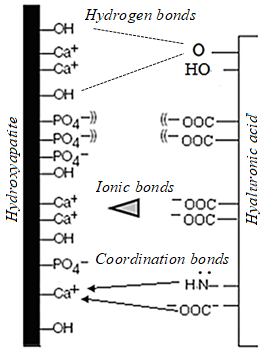 Hydrogen bonds
Hydroxyapatite
Hyaluronic acid
OH
Ca+
Ca+
OH
PO4−))
PO4−))
PO4−
OH
Ca+
Ca+
OH
PO4−
Ca+
OH
O
HO
((−OOC
((−OOC
Ionic bonds
−OOC
−OOC
Coordination bonds
··
H2N
−OOC